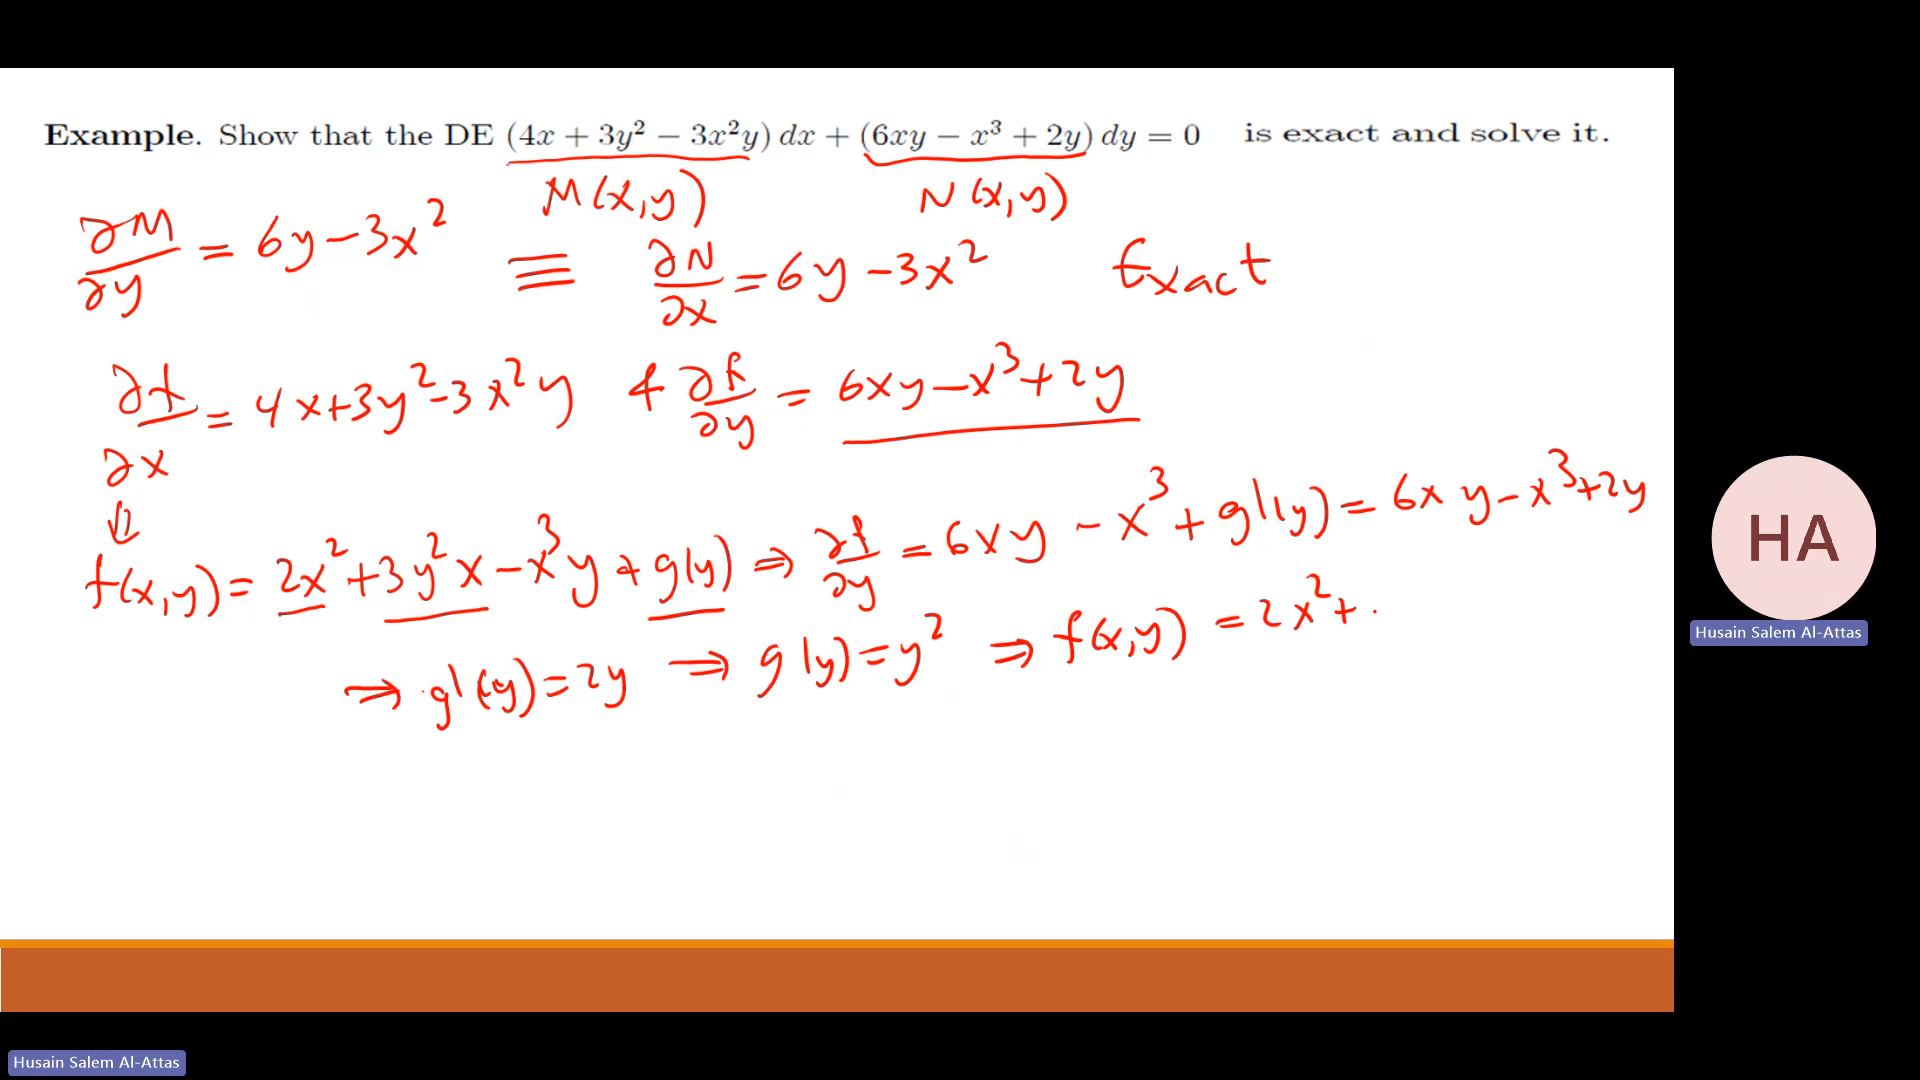 Example. Show that the DE (4x + 3y² − 3x²y) dx + (6xy − x³ + 2y) dy = 0 is exact and solve it.
M(x,y) N(x,y)
∂M/∂y = 6y−3x² ≡ ∂N/∂x = 6y−3x² Exact
∂f/∂x = 4x+3y²−3x²y & ∂f/∂y = 6xy−x³+2y
⇓
f(x,y) = 2x²+3y²x−x³y+g(y) ⇒ ∂f/∂y = 6xy − x³ + g'(y) = 6xy−x³+2y
⇒ g'(y)=2y ⇒ g(y)=y² ⇒ f(x,y) = 2x²+
HA
Husain Salem Al-Attas
Husain Salem Al-Attas